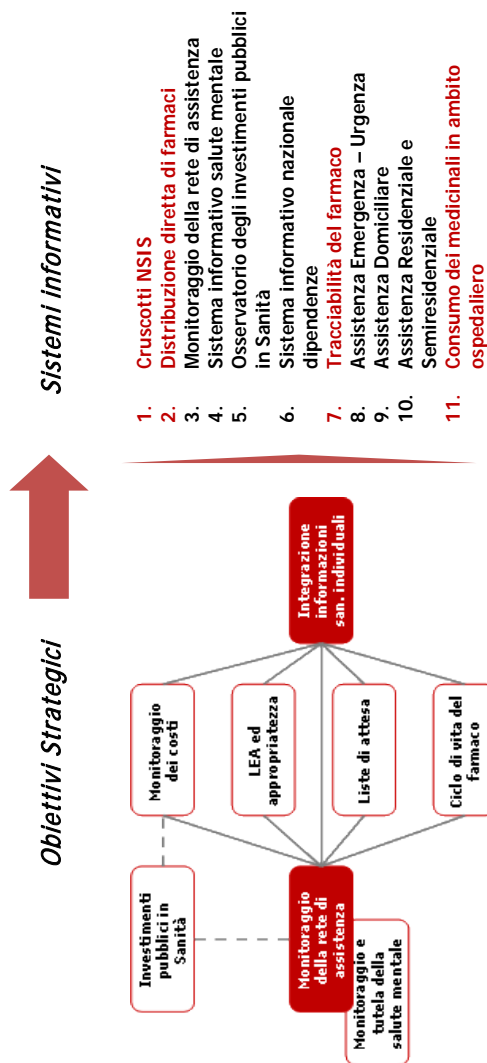 Obiettivi Strategici
Sistemi informativi
Investimenti
pubblici in
Sanità
Monitoraggio
della rete di
assistenza
Monitoraggio e
tutela della
salute mentale
Monitoraggio
dei costi
LEA ed
appropriatezza
Liste di attesa
Ciclo di vita del
farmaco
Integrazione
informazioni
san. individuali
1. Cruscotti NSIS
2. Distribuzione diretta di farmaci
3. Monitoraggio della rete di assistenza
4. Sistema informativo salute mentale
5. Osservatorio degli investimenti pubblici
in Sanità
6. Sistema informativo nazionale
dipendenze
7. Tracciabilità del farmaco
8. Assistenza Emergenza – Urgenza
9. Assistenza Domiciliare
10. Assistenza Residenziale e
Semiresidenziale
11. Consumo dei medicinali in ambito
ospedaliero